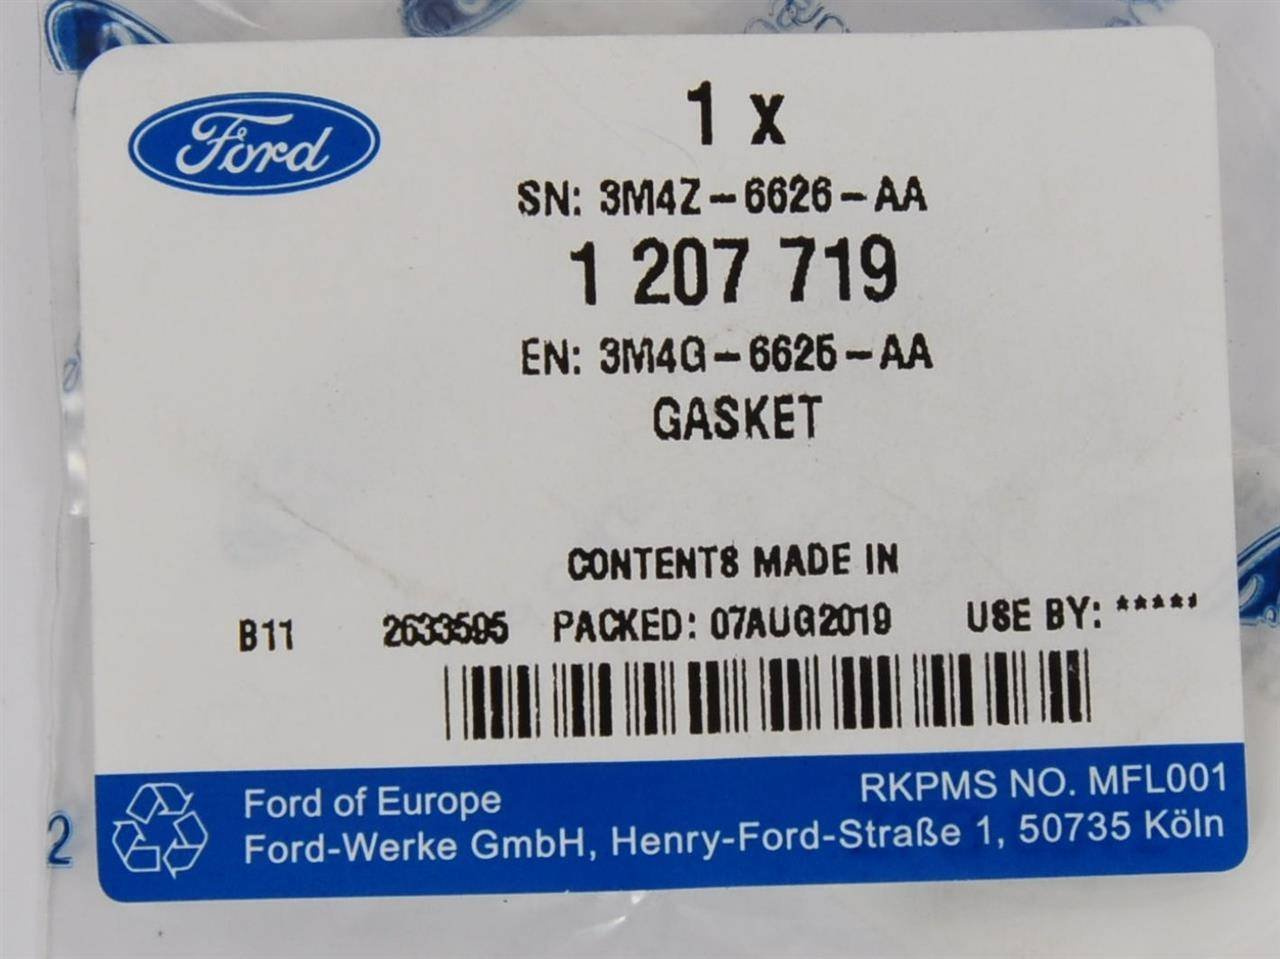 Ford
1 x
SN: 3M4Z-6626-AA
1 207 719
EN: 3M4G-6625-AA
GASKET
CONTENTS MADE IN
B11 2633595 PACKED: 07AUG2019 USE BY: *****
RKPMS NO. MFL001
Ford of Europe
Ford-Werke GmbH, Henry-Ford-Straße 1, 50735 Köln
2